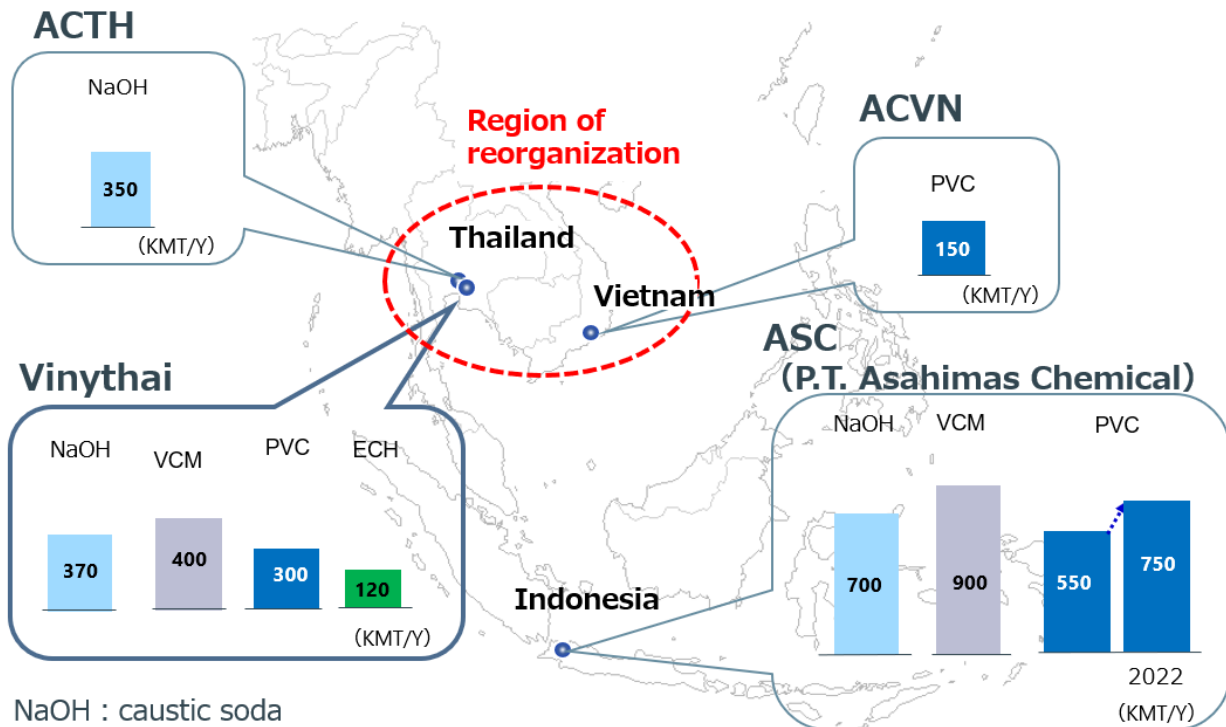 ACTH
NaOH
350
(KMT/Y)
Region of
reorganization
Thailand
Vietnam
ACVN
PVC
150
(KMT/Y)
Vinythai
NaOH
VCM
PVC
ECH
370
400
300
120
(KMT/Y)
ASC
(P.T. Asahimas Chemical)
NaOH
VCM
PVC
700
900
550
750
2022
(KMT/Y)
Indonesia
NaOH : caustic soda